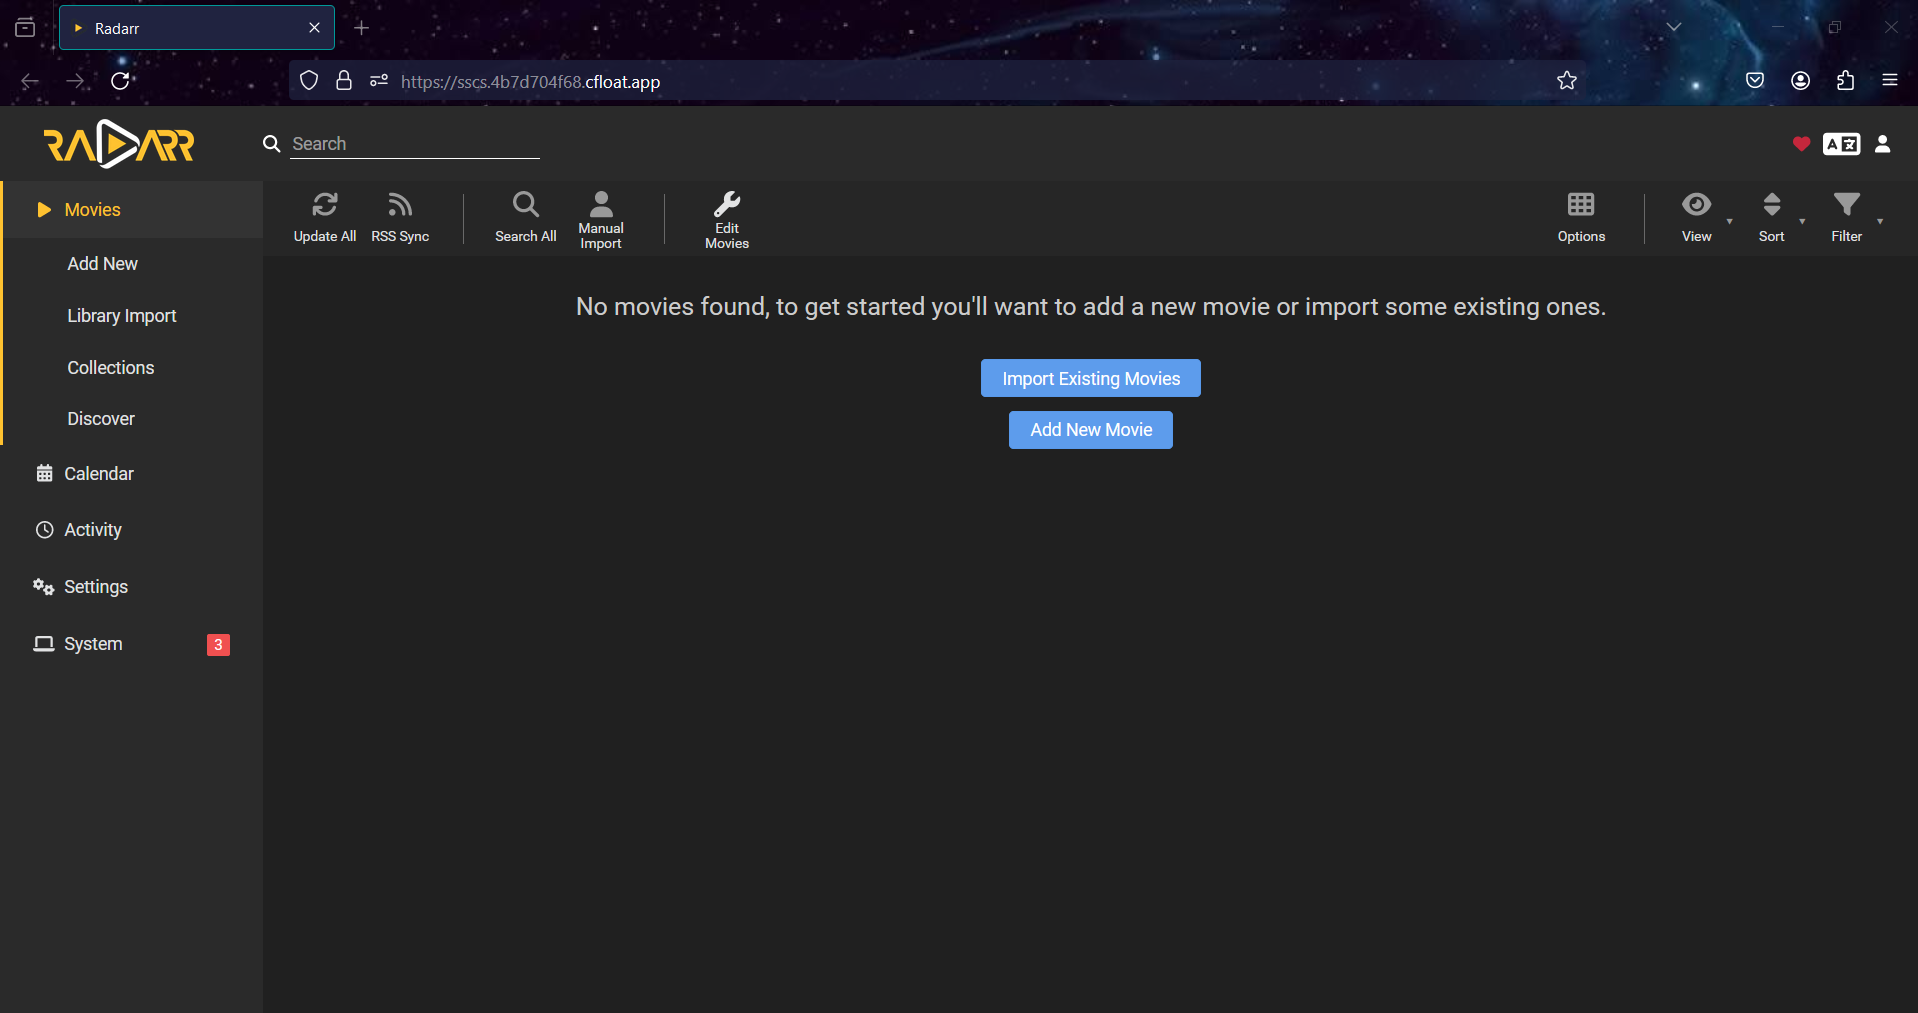 Radarr
https://sscs.4b7d704f68.cfloat.app
RADARR
Search
Movies
Add New
Library Import
Collections
Discover
Calendar
Activity
Settings
System 3
Update All
RSS Sync
Search All
Manual
Import
Edit
Movies
Options
View
Sort
Filter
No movies found, to get started you'll want to add a new movie or import some existing ones.
Import Existing Movies
Add New Movie